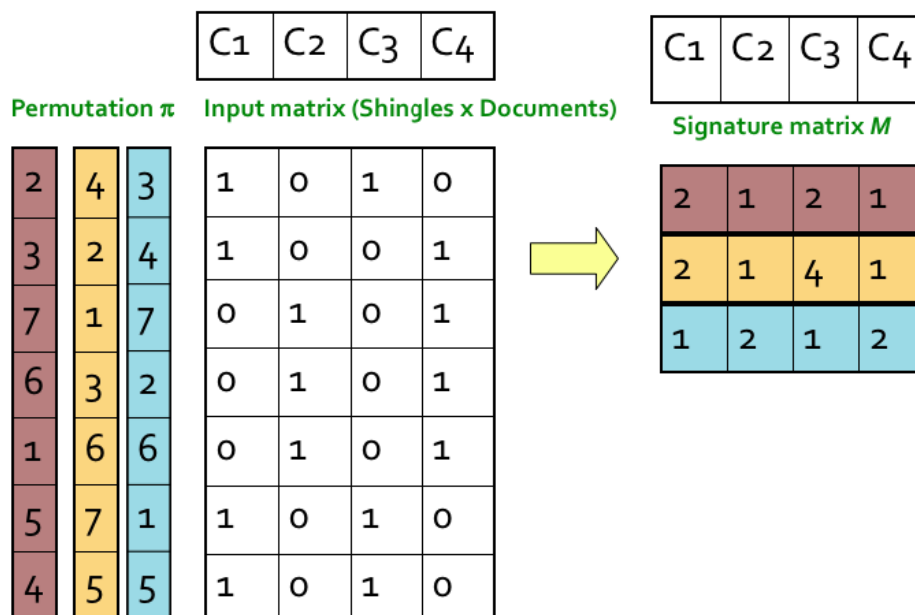 C1 C2 C3 C4
C1 C2 C3 C4
Permutation π Input matrix (Shingles x Documents)
Signature matrix M
2 4 3 1 0 1 0
3 2 4 1 0 0 1
7 1 7 0 1 0 1
6 3 2 0 1 0 1
1 6 6 0 1 0 1
5 7 1 1 0 1 0
4 5 5 1 0 1 0
2 1 2 1
2 1 4 1
1 2 1 2